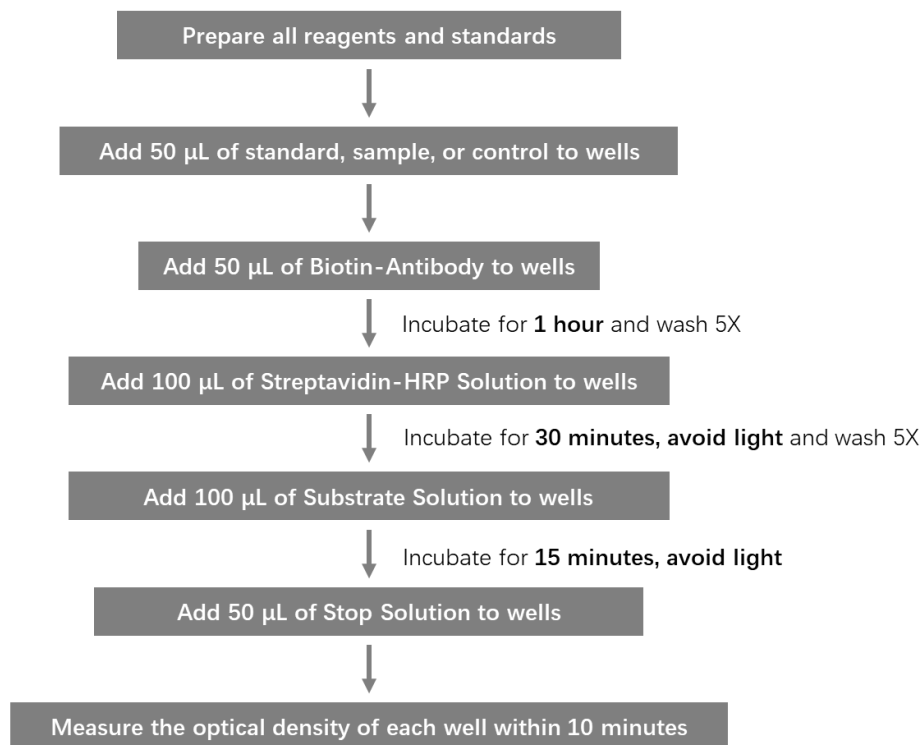 Prepare all reagents and standards
Add 50 μL of standard, sample, or control to wells
Add 50 μL of Biotin-Antibody to wells
Incubate for 1 hour and wash 5X
Add 100 μL of Streptavidin-HRP Solution to wells
Incubate for 30 minutes, avoid light and wash 5X
Add 100 μL of Substrate Solution to wells
Incubate for 15 minutes, avoid light
Add 50 μL of Stop Solution to wells
Measure the optical density of each well within 10 minutes